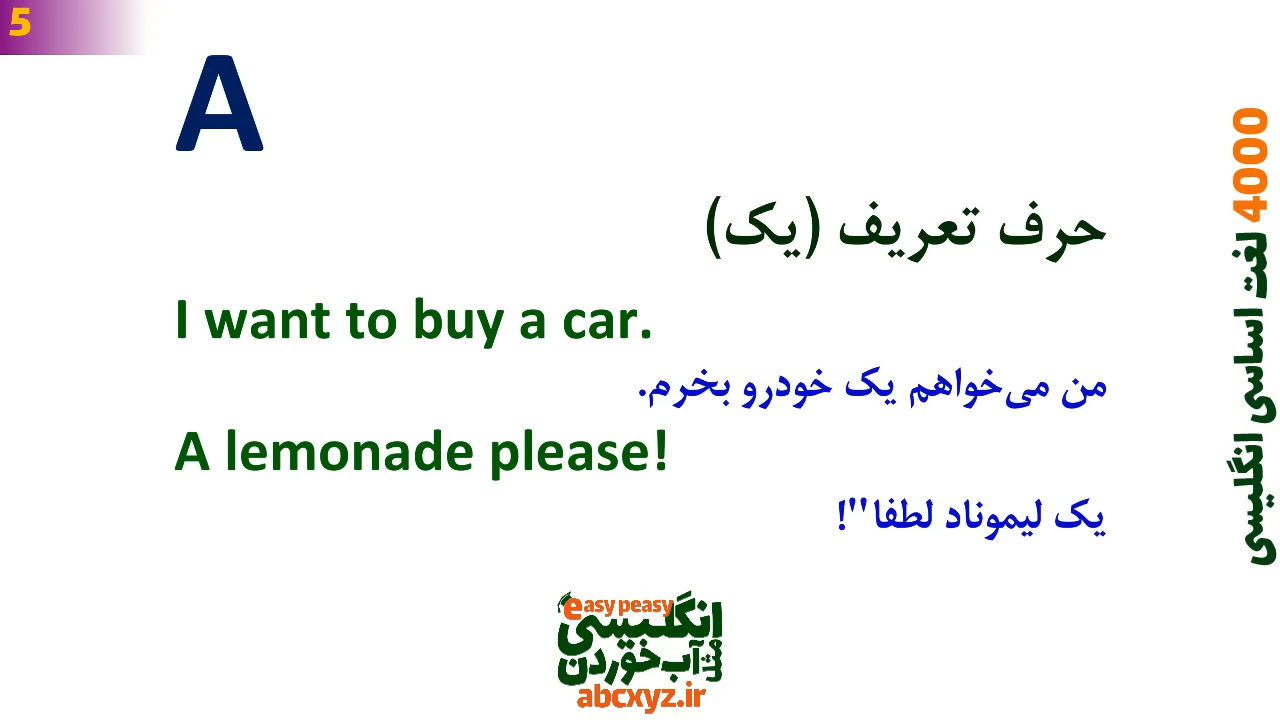 5
A
حرف تعریف (یک)
I want to buy a car.
من می‌خواهم یک خودرو بخرم.
A lemonade please!
یک لیموناد لطفا"!
4000 لغت اساسی انگلیسی
easy peasy
انگلیسی
مثل آب خوردن
abcxyz.ir